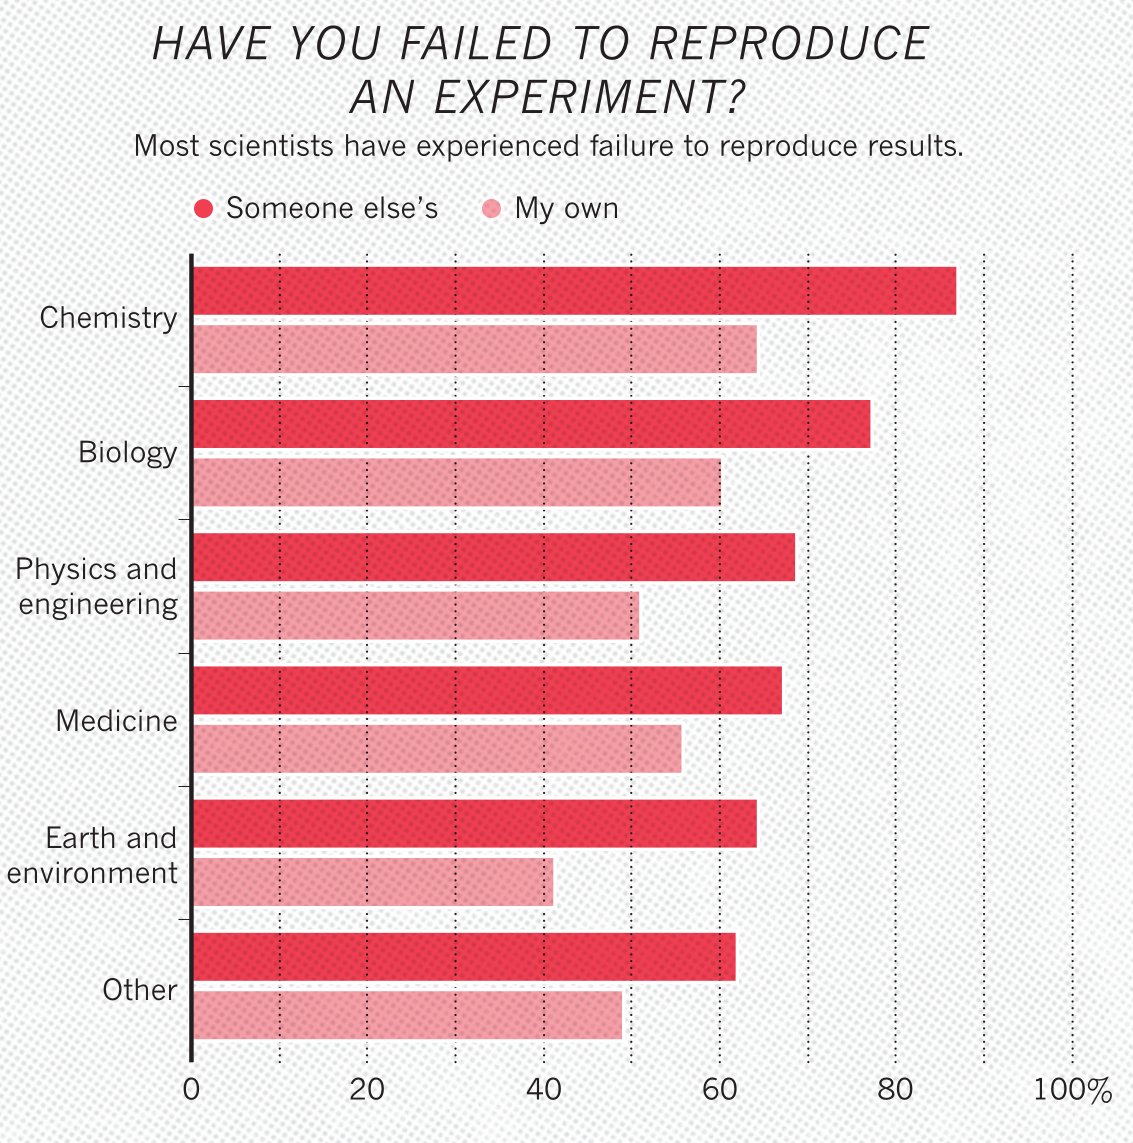 HAVE YOU FAILED TO REPRODUCE
AN EXPERIMENT?
Most scientists have experienced failure to reproduce results.
Someone else’s My own
Chemistry
Biology
Physics and
engineering
Medicine
Earth and
environment
Other
0 20 40 60 80 100%